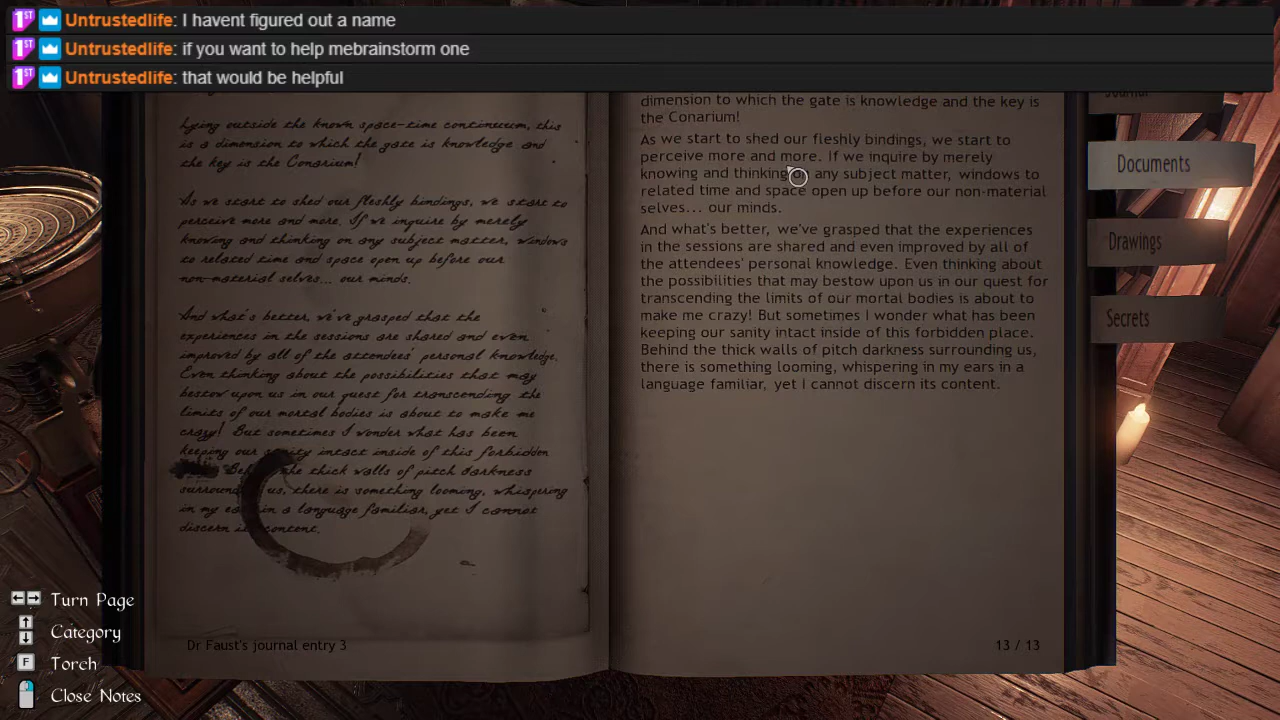 Untrustedlife: I havent figured out a name
Untrustedlife: if you want to help mebrainstorm one
Untrustedlife: that would be helpful
lying outside the known space-time continuum, this
is a dimension to which the gate is knowledge and
the key is the Conarium!
As we start to shed our fleshly bindings, we start to
perceive more and more. If we inquire by merely
knowing and thinking on any subject matter, windows
to related time and space open up before our
non-material selves... our minds.
And what's better, we've grasped that the
experiences in the sessions are shared and even
improved by all of the attendees' personal knowledge.
Even thinking about the possibilities that may
bestow upon us in our quest for transcending the
limits of our mortal bodies is about to make me
crazy! But sometimes I wonder what has been
keeping our sanity intact inside of this forbidden
the thick walls of pitch darkness
us, there is something looming, whispering
in my in a language familiar, yet I cannot
discern content.
Dr Faust's journal entry 3
dimension to which the gate is knowledge and the key is
the Conarium!
As we start to shed our fleshly bindings, we start to
perceive more and more. If we inquire by merely
knowing and thinking any subject matter, windows to
related time and space open up before our non-material
selves... our minds.
And what's better, we've grasped that the experiences
in the sessions are shared and even improved by all of
the attendees' personal knowledge. Even thinking about
the possibilities that may bestow upon us in our quest for
transcending the limits of our mortal bodies is about to
make me crazy! But sometimes I wonder what has been
keeping our sanity intact inside of this forbidden place.
Behind the thick walls of pitch darkness surrounding us,
there is something looming, whispering in my ears in a
language familiar, yet I cannot discern its content.
13 / 13
Documents
Drawings
Secrets
Turn Page
Category
F Torch
Close Notes